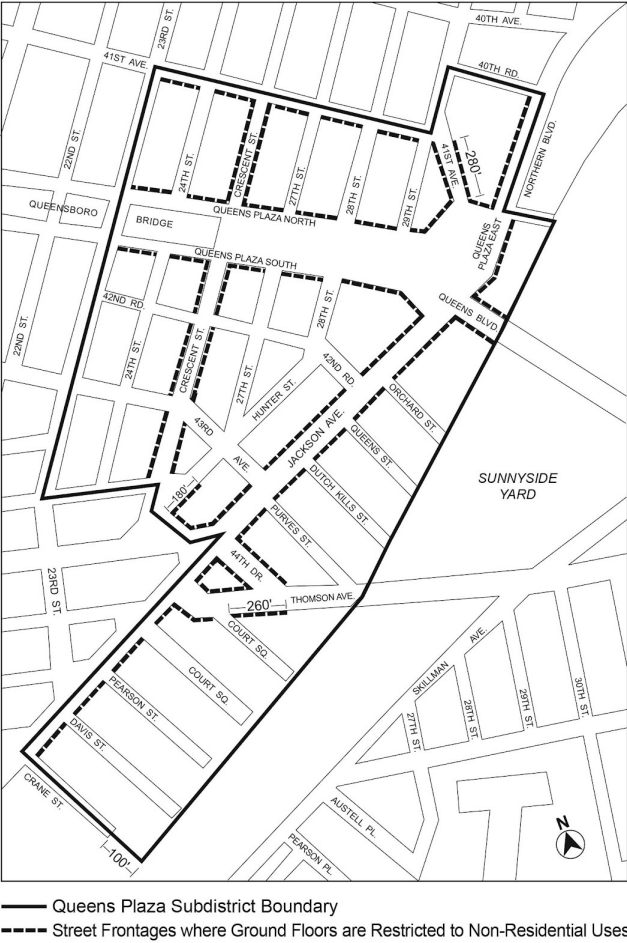 40TH AVE.
23RD ST.
41ST AVE.
40TH RD.
NORTHERN BLVD.
22ND ST.
24TH ST.
CRESCENT ST.
27TH ST.
28TH ST.
29TH ST.
41ST AVE.
280'
QUEENSBORO
BRIDGE
QUEENS PLAZA NORTH
QUEENS PLAZA EAST
QUEENS PLAZA SOUTH
42ND RD.
28TH ST.
QUEENS BLVD
22ND ST.
24TH ST.
CRESCENT ST.
27TH ST.
HUNTER ST.
42ND RD.
ORCHARD ST.
43RD
AVE.
JACKSON AVE.
QUEENS ST.
DUTCH KILLS ST.
PURVES ST.
180'
SUNNYSIDE
YARD
23RD ST.
44TH DR.
THOMSON AVE.
260'
COURT SQ.
COURT SQ.
PEARSON ST.
DAVIS ST.
CRANE ST.
100'
SKILLMAN AVE.
27TH ST.
28TH ST.
29TH ST.
30TH ST.
AUSTELL PL.
PEARSON PL.
N
Queens Plaza Subdistrict Boundary
Street Frontages where Ground Floors are Restricted to Non-Residential Uses